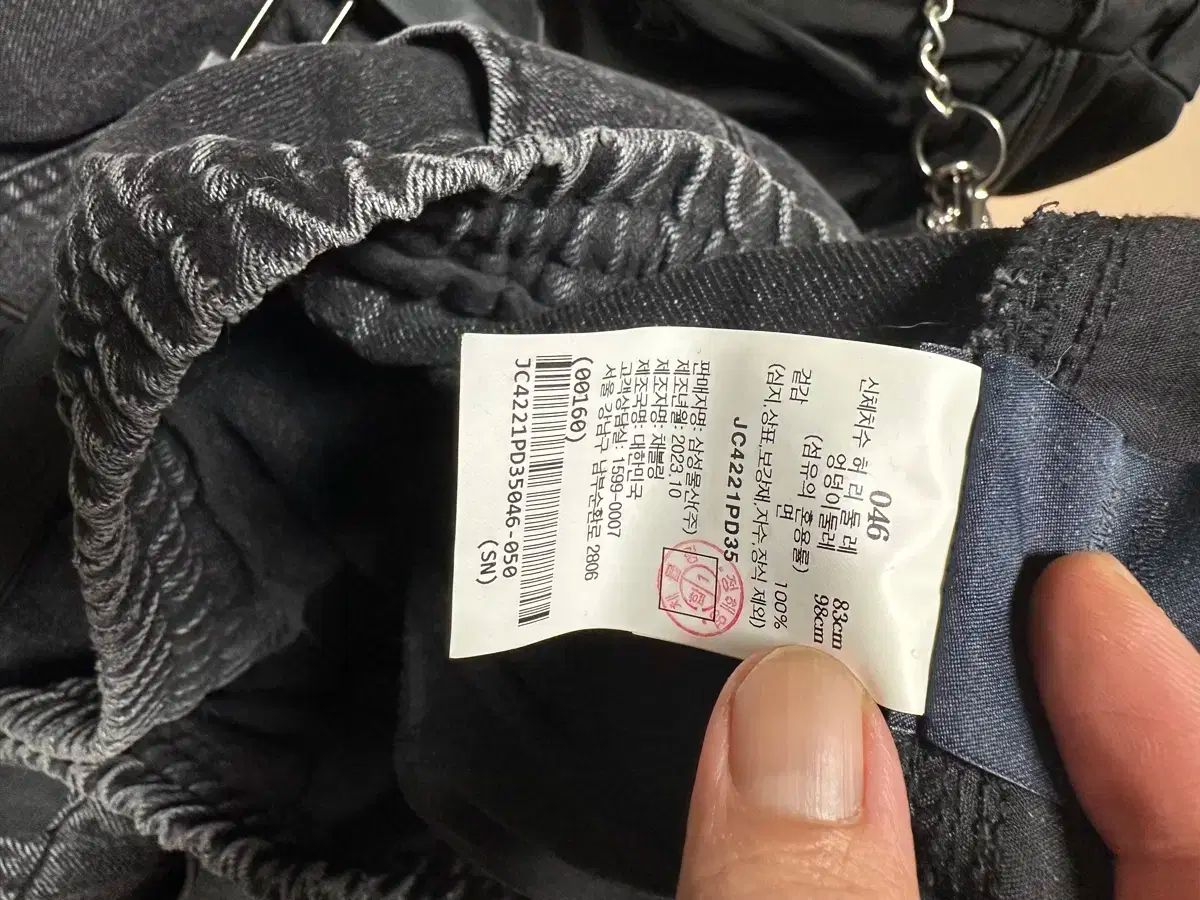 046
신체치수 허리둘레 83cm
엉덩이둘레 98cm
(섬유의 혼용률)
겉감 면 100%
(심지,상표,보강재,자수,장식 제외)
JC4221PD35
판매자명: 삼성물산(주)
제조년월: 2023.10
제조자명: 채블링
제조국명: 대한민국
고객상담실: 1599-0007
서울 강남구 남부순환로 2806
(00160)
JC4221PD35046-050
(SN)